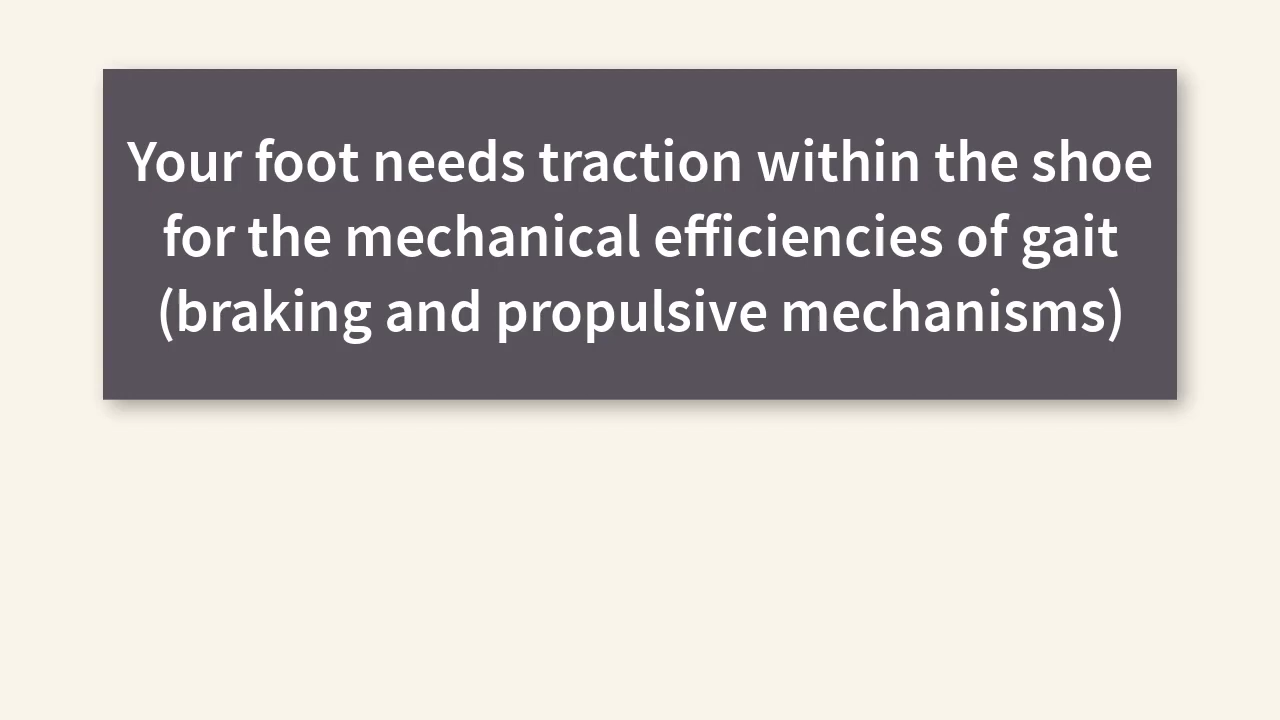 Your foot needs traction within the shoe
for the mechanical efficiencies of gait
(braking and propulsive mechanisms)